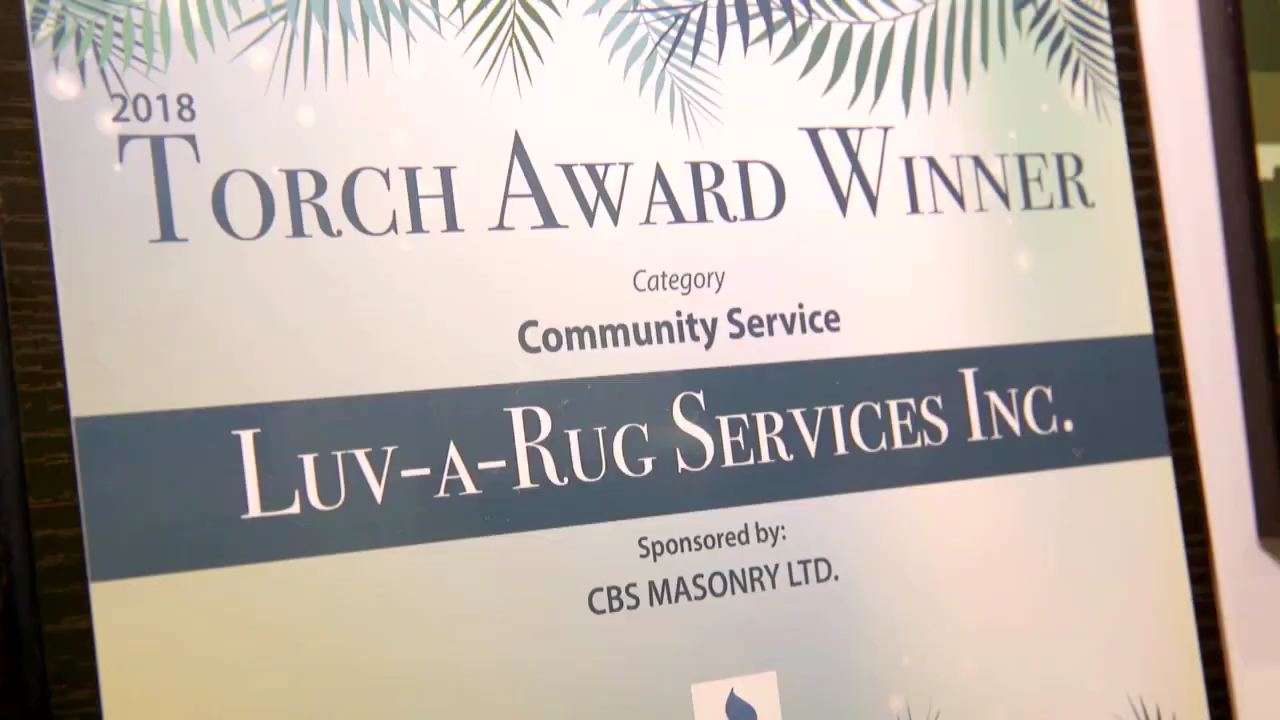 2018
TORCH AWARD WINNER
Category
Community Service
LUV-A-RUG SERVICES INC.
Sponsored by:
CBS MASONRY LTD.